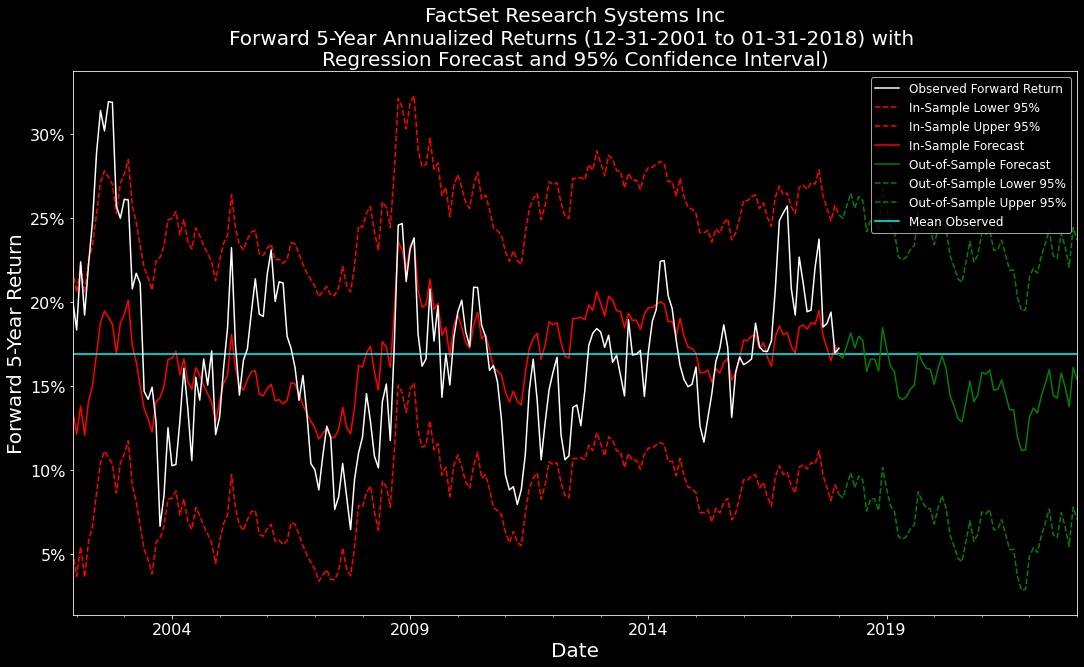 FactSet Research Systems Inc
Forward 5-Year Annualized Returns (12-31-2001 to 01-31-2018) with
Regression Forecast and 95% Confidence Interval)
Observed Forward Return
In-Sample Lower 95%
In-Sample Upper 95%
In-Sample Forecast
Out-of-Sample Forecast
Out-of-Sample Lower 95%
Out-of-Sample Upper 95%
Mean Observed
Forward 5-Year Return
30%
25%
20%
15%
10%
5%
2004
2009
2014
2019
Date